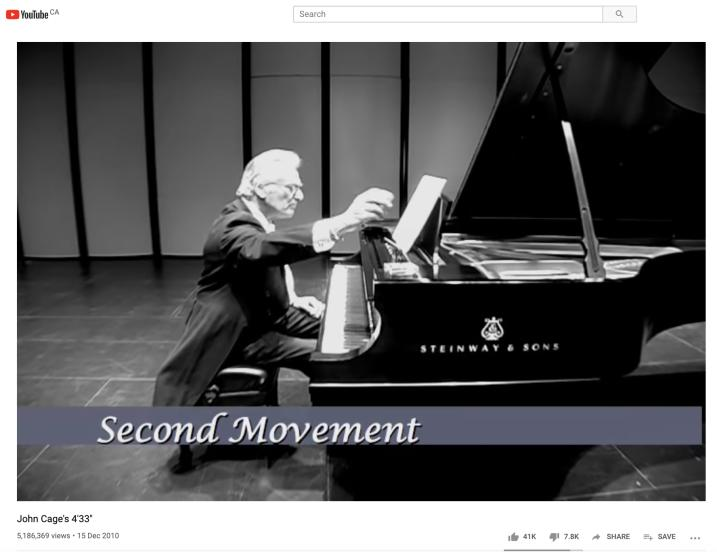 YouTube CA
Search
STEINWAY & SONS
Second Movement
John Cage's 4'33"
5,186,369 views • 15 Dec 2010
41K 7.8K SHARE SAVE ...